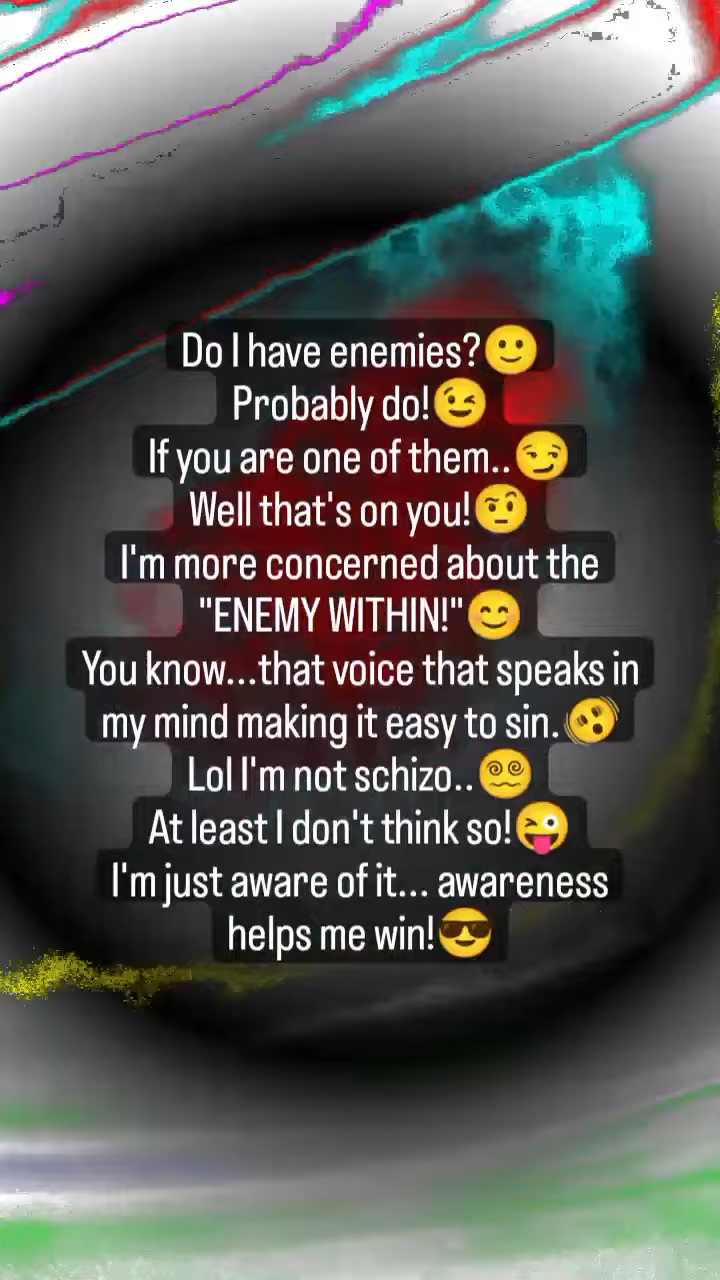 Do I have enemies?🙂
Probably do!😉
If you are one of them..😏
Well that's on you!🤨
I'm more concerned about the
"ENEMY WITHIN!"😊
You know...that voice that speaks in
my mind making it easy to sin.🫨
Lol I'm not schizo..😵‍💫
At least I don't think so!😜
I'm just aware of it... awareness
helps me win!😎